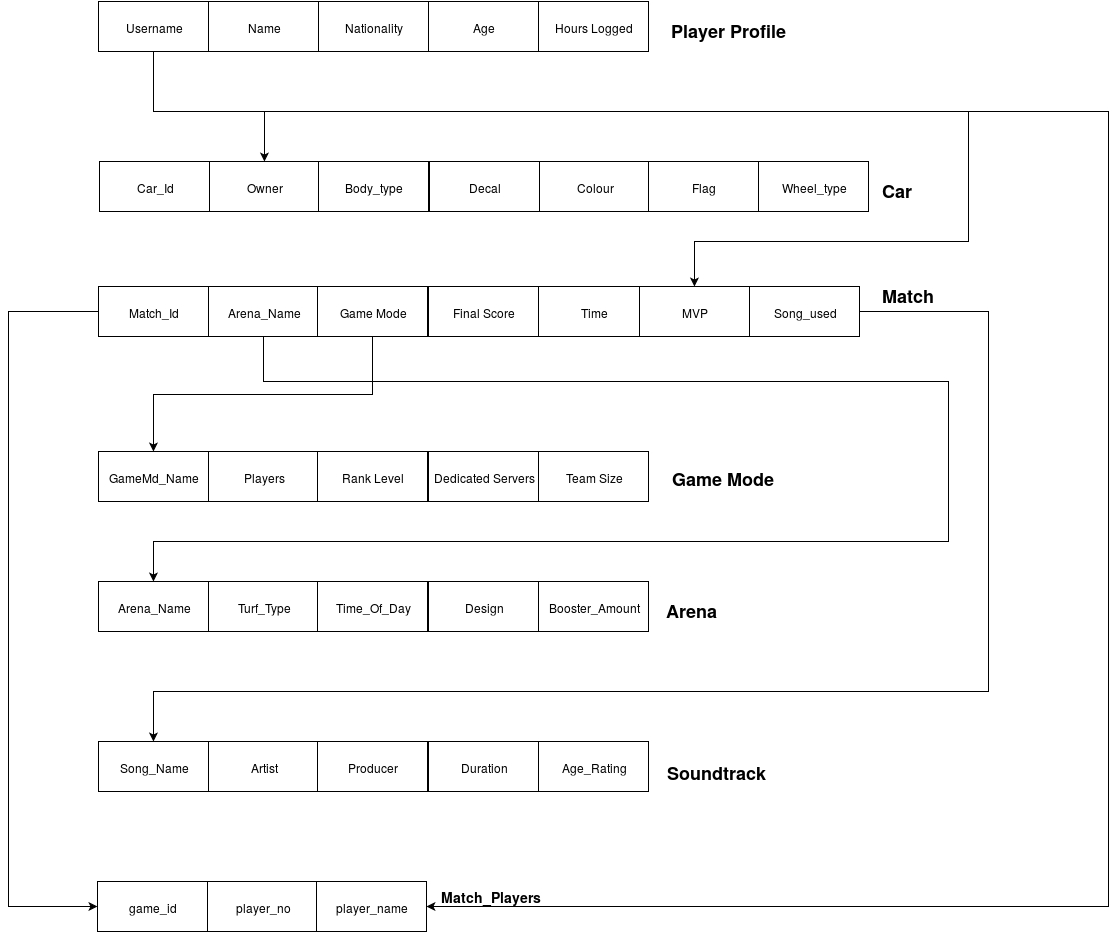 Username Name Nationality Age Hours Logged Player Profile
Car_Id Owner Body_type Decal Colour Flag Wheel_type Car
Match_Id Arena_Name Game Mode Final Score Time MVP Song_used Match
GameMd_Name Players Rank Level Dedicated Servers Team Size Game Mode
Arena_Name Turf_Type Time_Of_Day Design Booster_Amount Arena
Song_Name Artist Producer Duration Age_Rating Soundtrack
game_id player_no player_name Match_Players